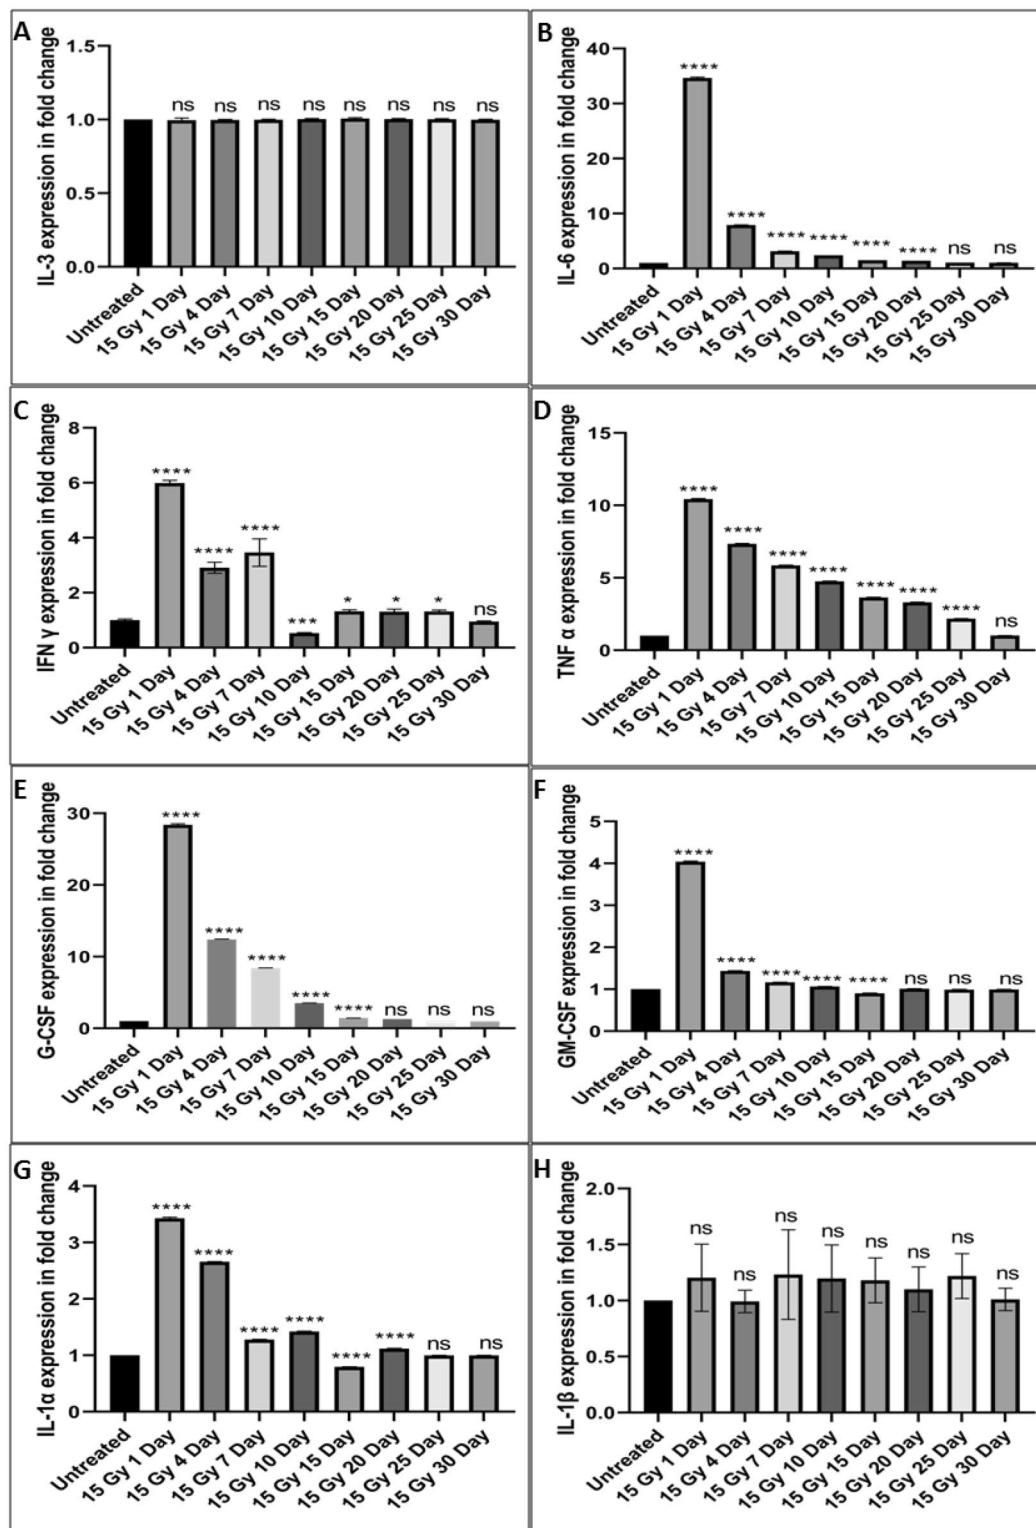 A
IL-3 expression in fold change
1.5
1.0
0.5
0.0
ns ns ns ns ns ns ns ns
Untreated
15 Gy 1 Day
15 Gy 4 Day
15 Gy 7 Day
15 Gy 10 Day
15 Gy 15 Day
15 Gy 20 Day
15 Gy 25 Day
15 Gy 30 Day
B
IL-6 expression in fold change
40
30
20
10
0
**** **** **** **** **** **** ns ns
Untreated
15 Gy 1 Day
15 Gy 4 Day
15 Gy 7 Day
15 Gy 10 Day
15 Gy 15 Day
15 Gy 20 Day
15 Gy 25 Day
15 Gy 30 Day
C
IFN γ expression in fold change
8
6
4
2
0
**** **** **** *** * * * ns
Untreated
15 Gy 1 Day
15 Gy 4 Day
15 Gy 7 Day
15 Gy 10 Day
15 Gy 15 Day
15 Gy 20 Day
15 Gy 25 Day
15 Gy 30 Day
D
TNF α expression in fold change
15
10
5
0
**** **** **** **** **** **** **** ns
Untreated
15 Gy 1 Day
15 Gy 4 Day
15 Gy 7 Day
15 Gy 10 Day
15 Gy 15 Day
15 Gy 20 Day
15 Gy 25 Day
15 Gy 30 Day
E
G-CSF expression in fold change
30
20
10
0
**** **** **** **** **** ns ns ns
Untreated
15 Gy 1 Day
15 Gy 4 Day
15 Gy 7 Day
15 Gy 10 Day
15 Gy 15 Day
15 Gy 20 Day
15 Gy 25 Day
15 Gy 30 Day
F
GM-CSF expression in fold change
5
4
3
2
1
0
**** **** **** **** **** ns ns ns
Untreated
15 Gy 1 Day
15 Gy 4 Day
15 Gy 7 Day
15 Gy 10 Day
15 Gy 15 Day
15 Gy 20 Day
15 Gy 25 Day
15 Gy 30 Day
G
IL-1α expression in fold change
4
3
2
1
0
**** **** **** **** **** **** ns ns
Untreated
15 Gy 1 Day
15 Gy 4 Day
15 Gy 7 Day
15 Gy 10 Day
15 Gy 15 Day
15 Gy 20 Day
15 Gy 25 Day
15 Gy 30 Day
H
IL-1β expression in fold change
2.0
1.5
1.0
0.5
0.0
ns ns ns ns ns ns ns ns
Untreated
15 Gy 1 Day
15 Gy 4 Day
15 Gy 7 Day
15 Gy 10 Day
15 Gy 15 Day
15 Gy 20 Day
15 Gy 25 Day
15 Gy 30 Day